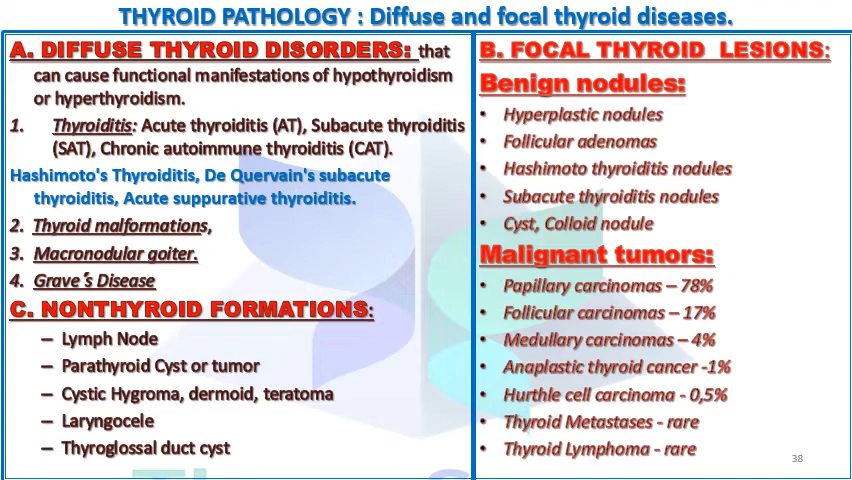 THYROID PATHOLOGY : Diffuse and focal thyroid diseases.
A. DIFFUSE THYROID DISORDERS: that
can cause functional manifestations of hypothyroidism
or hyperthyroidism.
1. Thyroiditis: Acute thyroiditis (AT), Subacute thyroiditis
(SAT), Chronic autoimmune thyroiditis (CAT).
Hashimoto's Thyroiditis, De Quervain's subacute
thyroiditis, Acute suppurative thyroiditis.
2. Thyroid malformations,
3. Macronodular goiter.
4. Grave´s Disease
C. NONTHYROID FORMATIONS:
– Lymph Node
– Parathyroid Cyst or tumor
– Cystic Hygroma, dermoid, teratoma
– Laryngocele
– Thyroglossal duct cyst
B. FOCAL THYROID LESIONS:
Benign nodules:
• Hyperplastic nodules
• Follicular adenomas
• Hashimoto thyroiditis nodules
• Subacute thyroiditis nodules
• Cyst, Colloid nodule
Malignant tumors:
• Papillary carcinomas – 78%
• Follicular carcinomas – 17%
• Medullary carcinomas – 4%
• Anaplastic thyroid cancer -1%
• Hurthle cell carcinoma - 0,5%
• Thyroid Metastases - rare
• Thyroid Lymphoma - rare
38